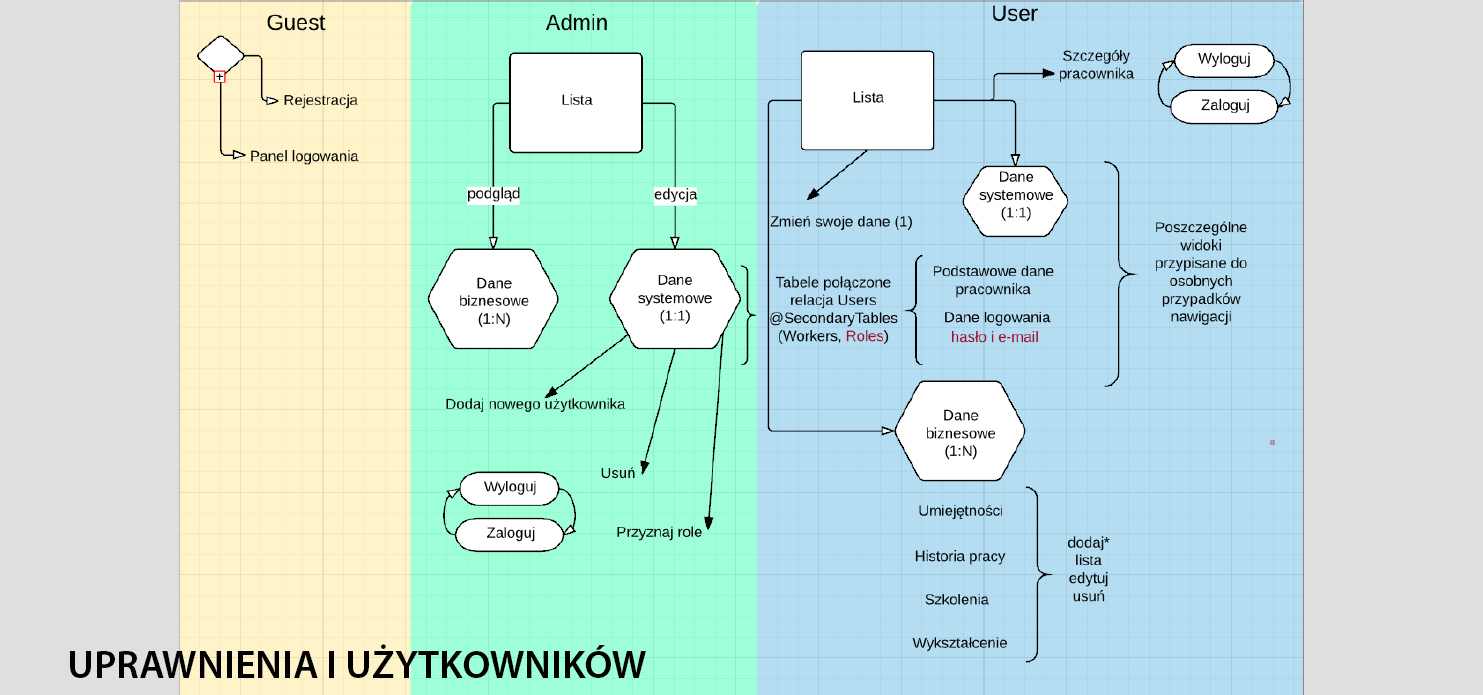 Guest
Rejestracja
Panel logowania
Admin
Lista
podgląd
edycja
Dane
biznesowe
(1:N)
Dane
systemowe
(1:1)
Dodaj nowego użytkownika
Usuń
Przyznaj role
Wyloguj
Zaloguj
User
Lista
Szczegóły
pracownika
Wyloguj
Zaloguj
Dane
systemowe
(1:1)
Zmień swoje dane (1)
Tabele połączone
relacja Users
@SecondaryTables
(Workers, Roles)
Podstawowe dane
pracownika
Dane logowania
hasło i e-mail
Poszczególne
widoki
przypisane do
osobnych
przypadków
nawigacji
Dane
biznesowe
(1:N)
Umiejętności
Historia pracy
Szkolenia
Wykształcenie
dodaj*
lista
edytuj
usuń
UPRAWNIENIA I UŻYTKOWNIKÓW